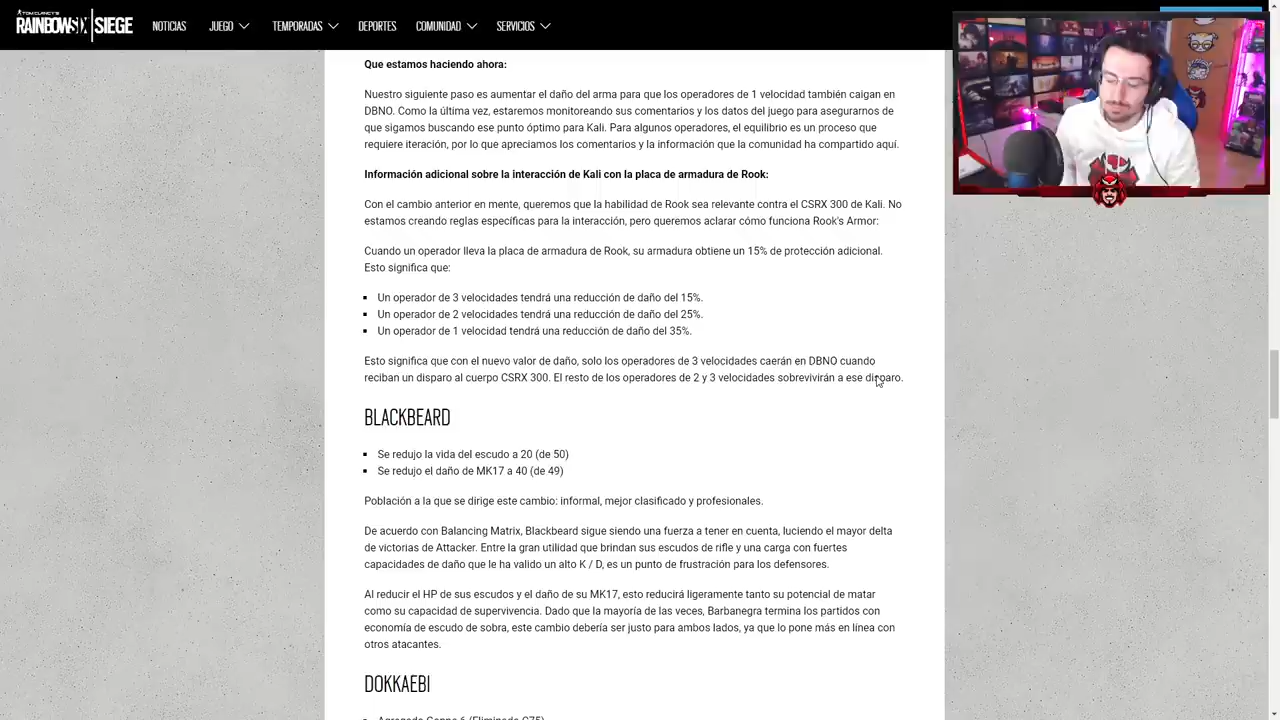 TOM CLANCY'S
RAINBOW SIX | SIEGE
NOTICIAS
JUEGO
TEMPORADAS
DEPORTES
COMUNIDAD
SERVICIOS
Que estamos haciendo ahora:
Nuestro siguiente paso es aumentar el daño del arma para que los operadores de 1 velocidad también caigan en
DBNO. Como la última vez, estaremos monitoreando sus comentarios y los datos del juego para asegurarnos de
que sigamos buscando ese punto óptimo para Kali. Para algunos operadores, el equilibrio es un proceso que
requiere iteración, por lo que apreciamos los comentarios y la información que la comunidad ha compartido aquí.
Información adicional sobre la interacción de Kali con la placa de armadura de Rook:
Con el cambio anterior en mente, queremos que la habilidad de Rook sea relevante contra el CSRX 300 de Kali. No
estamos creando reglas específicas para la interacción, pero queremos aclarar cómo funciona Rook's Armor:
Cuando un operador lleva la placa de armadura de Rook, su armadura obtiene un 15% de protección adicional.
Esto significa que:
▪ Un operador de 3 velocidades tendrá una reducción de daño del 15%.
▪ Un operador de 2 velocidades tendrá una reducción de daño del 25%.
▪ Un operador de 1 velocidad tendrá una reducción de daño del 35%.
Esto significa que con el nuevo valor de daño, solo los operadores de 3 velocidades caerán en DBNO cuando
reciban un disparo al cuerpo CSRX 300. El resto de los operadores de 2 y 3 velocidades sobrevivirán a ese disparo.
BLACKBEARD
▪ Se redujo la vida del escudo a 20 (de 50)
▪ Se redujo el daño de MK17 a 40 (de 49)
Población a la que se dirige este cambio: informal, mejor clasificado y profesionales.
De acuerdo con Balancing Matrix, Blackbeard sigue siendo una fuerza a tener en cuenta, luciendo el mayor delta
de victorias de Attacker. Entre la gran utilidad que brindan sus escudos de rifle y una carga con fuertes
capacidades de daño que le ha valido un alto K / D, es un punto de frustración para los defensores.
Al reducir el HP de sus escudos y el daño de su MK17, esto reducirá ligeramente tanto su potencial de matar
como su capacidad de supervivencia. Dado que la mayoría de las veces, Barbanegra termina los partidos con
economía de escudo de sobra, este cambio debería ser justo para ambos lados, ya que lo pone más en línea con
otros atacantes.
DOKKAEBI